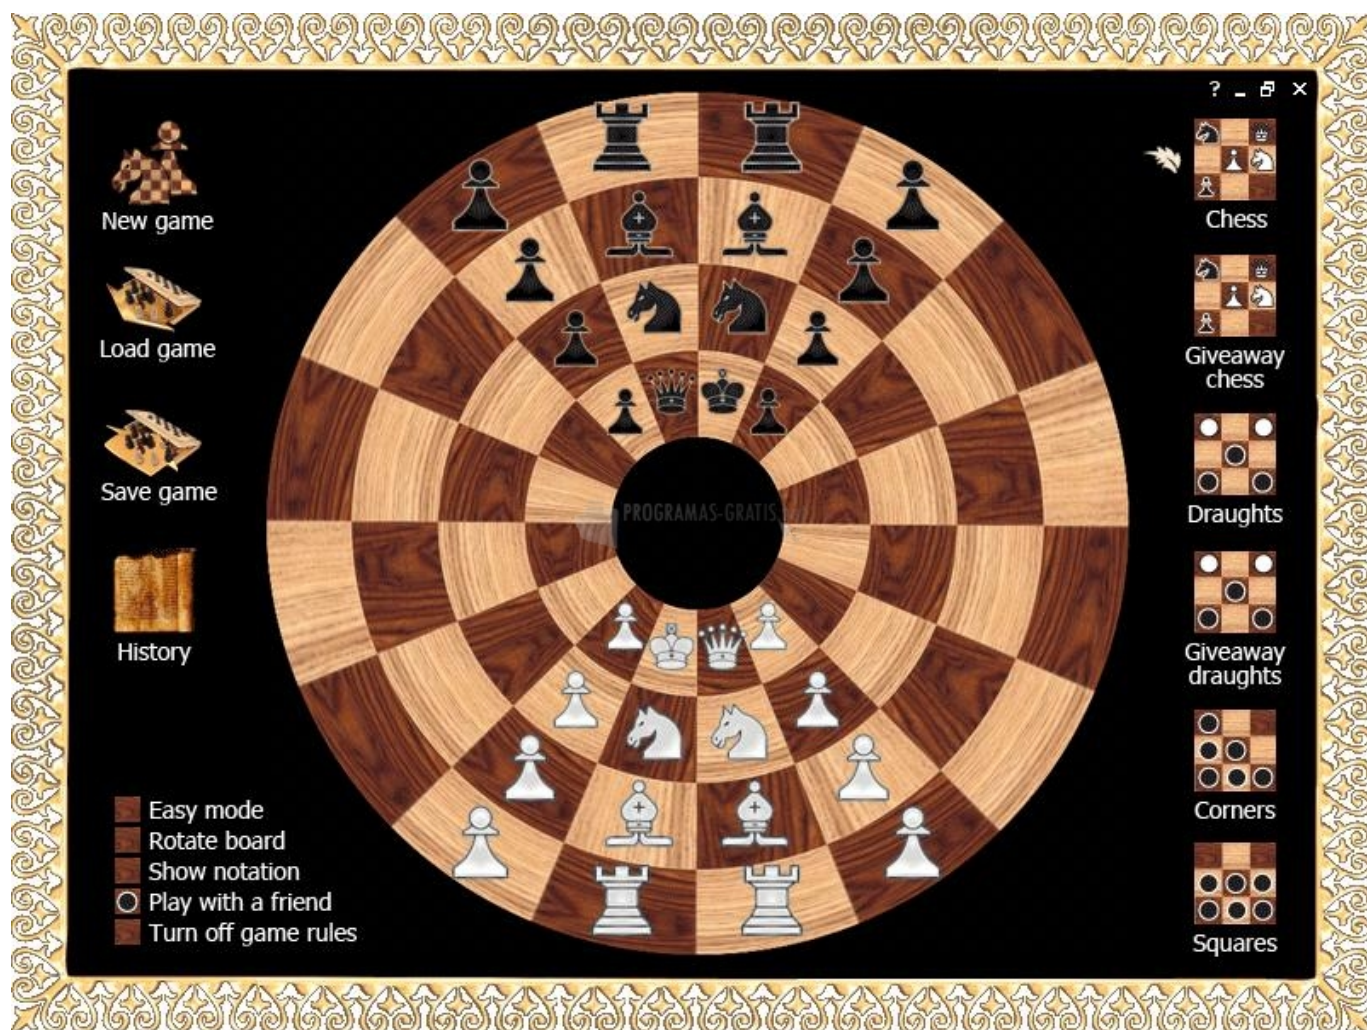 ?
New game
Load game
Save game
History
Easy mode
Rotate board
Show notation
Play with a friend
Turn off game rules
PROGRAMAS-GRATIS
Chess
Giveaway
chess
Draughts
Giveaway
draughts
Corners
Squares